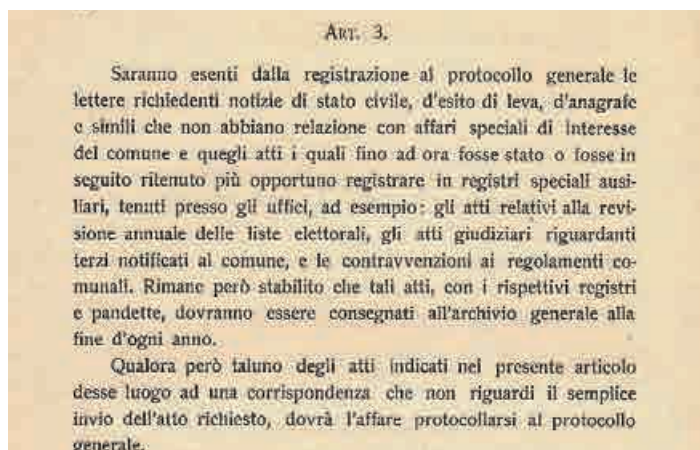 ART. 3.
Saranno esenti dalla registrazione al protocollo generale le
lettere richiedenti notizie di stato civile, d'esito di leva, d'anagrafe
e simili che non abbiano relazione con affari speciali di interesse
del comune e quegli atti i quali fino ad ora fosse stato o fosse in
seguito ritenuto più opportuno registrare in registri speciali ausi-
liari, tenuti presso gli uffici, ad esempio: gli atti relativi alla revi-
sione annuale delle liste elettorali, gli atti giudiziari riguardanti
terzi notificati al comune, e le contravvenzioni ai regolamenti co-
munali. Rimane però stabilito che tali atti, con i rispettivi registri
e pandette, dovranno essere consegnati all'archivio generale alla
fine d'ogni anno.
Qualora però taluno degli atti indicati nel presente articolo
desse luogo ad una corrispondenza che non riguardi il semplice
invio dell'atto richiesto, dovrà l'affare protocollarsi al protocollo
generale.